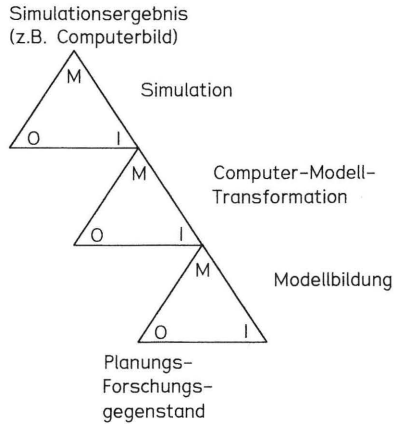 Simulationsergebnis
(z.B. Computerbild)
M
Simulation
O I
M
Computer-Modell-
Transformation
O I
M
Modellbildung
O I
Planungs-
Forschungs-
gegenstand